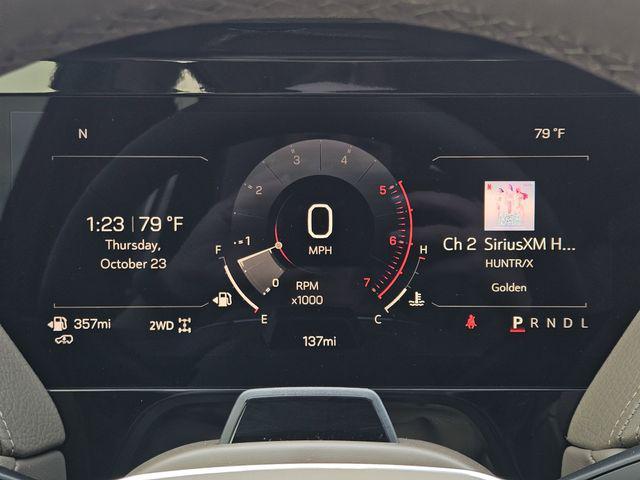 N
79 °F
1:23 | 79 °F
Thursday,
October 23
357mi
2WD
F
E
0
1
2
3
4
5
6
7
0
MPH
RPM
x1000
137mi
H
C
Ch 2 SiriusXM H...
HUNTR/X
Golden
P R N D L